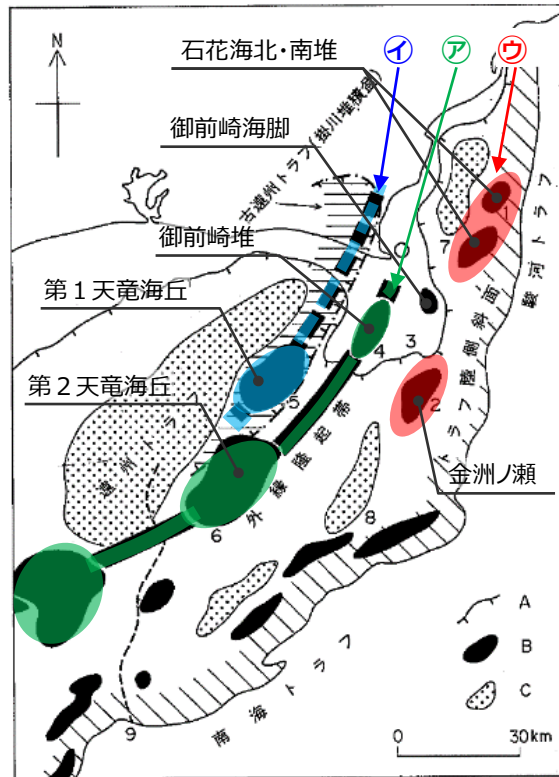 N
石花海北・南堆
㋑
㋐
㋒
御前崎海脚
古遠州トラフ(掛川堆積盆)
御前崎堆
第1天竜海丘
第2天竜海丘
遠州トラフ
外縁隆起帯
駿河トラフ
トラフ陸側斜面
金洲ノ瀬
南海トラフ
1
7
3
4
2
5
6
8
9
A
B
C
0
30km